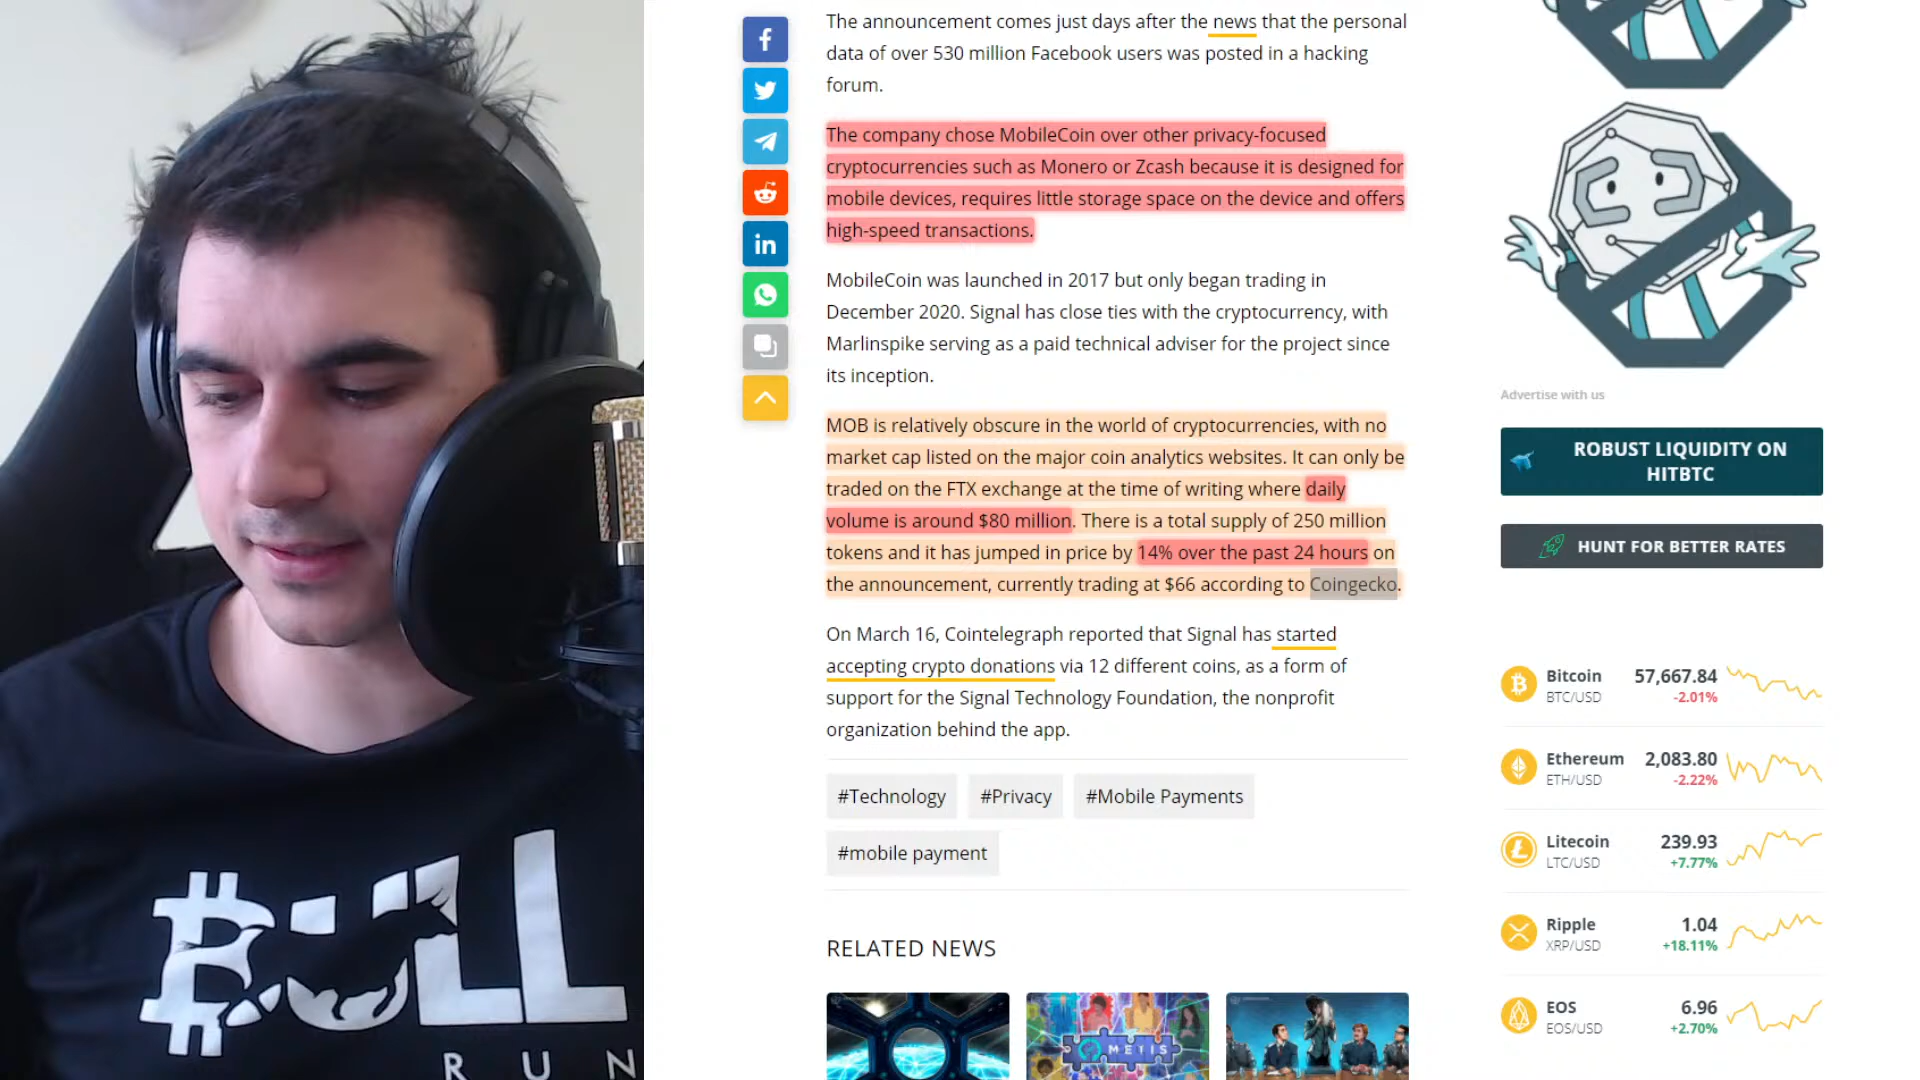 The announcement comes just days after the news that the personal
data of over 530 million Facebook users was posted in a hacking
forum.
The company chose MobileCoin over other privacy-focused
cryptocurrencies such as Monero or Zcash because it is designed for
mobile devices, requires little storage space on the device and offers
high-speed transactions.
MobileCoin was launched in 2017 but only began trading in
December 2020. Signal has close ties with the cryptocurrency, with
Marlinspike serving as a paid technical adviser for the project since
its inception.
MOB is relatively obscure in the world of cryptocurrencies, with no
market cap listed on the major coin analytics websites. It can only be
traded on the FTX exchange at the time of writing where daily
volume is around $80 million. There is a total supply of 250 million
tokens and it has jumped in price by 14% over the past 24 hours on
the announcement, currently trading at $66 according to Coingecko.
On March 16, Cointelegraph reported that Signal has started
accepting crypto donations via 12 different coins, as a form of
support for the Signal Technology Foundation, the nonprofit
organization behind the app.
#Technology
#Privacy
#Mobile Payments
#mobile payment
RELATED NEWS
METIS
Advertise with us
ROBUST LIQUIDITY ON
HITBTC
HUNT FOR BETTER RATES
Bitcoin 57,667.84
BTC/USD -2.01%
Ethereum 2,083.80
ETH/USD -2.22%
Litecoin 239.93
LTC/USD +7.77%
Ripple 1.04
XRP/USD +18.11%
EOS 6.96
EOS/USD +2.70%
BULL
RUN